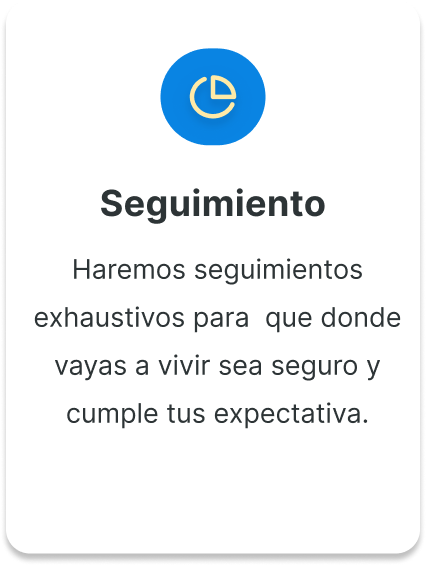 Seguimiento
Haremos seguimientos
exhaustivos para  que donde
vayas a vivir sea seguro y
cumple tus expectativa.